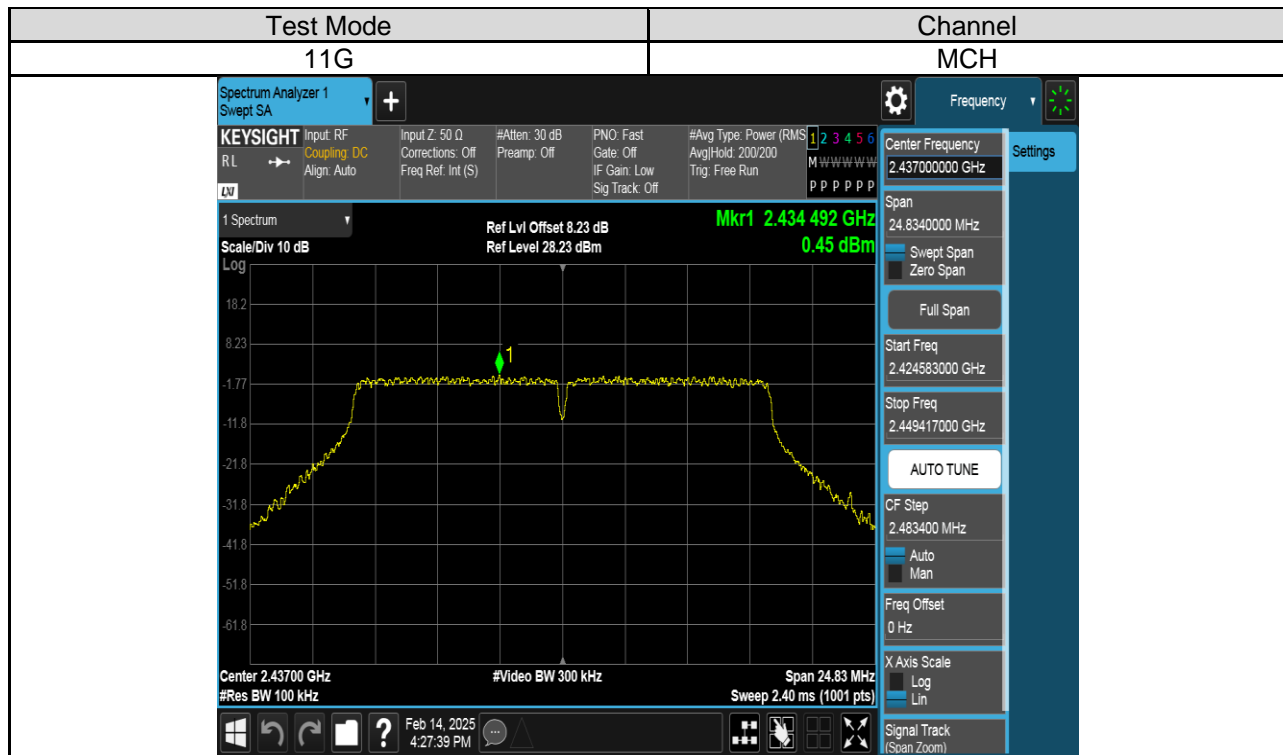 Test Mode Channel
11G MCH
Spectrum Analyzer 1
Swept SA
+
Frequency
KEYSIGHT
RL
LXI
Input: RF
Coupling: DC
Align: Auto
Input Z: 50 Ω
Corrections: Off
Freq Ref: Int (S)
#Atten: 30 dB
Preamp: Off
PNO: Fast
Gate: Off
IF Gain: Low
Sig Track: Off
#Avg Type: Power (RMS
Avg|Hold: 200/200
Trig: Free Run
1 2 3 4 5 6
M W W W W W
P P P P P P
1 Spectrum
Scale/Div 10 dB
Log
Ref Lvl Offset 8.23 dB
Ref Level 28.23 dBm
Mkr1 2.434 492 GHz
0.45 dBm
18.2
8.23
-1.77
-11.8
-21.8
-31.8
-41.8
-51.8
-61.8
1
Center 2.43700 GHz
#Res BW 100 kHz
#Video BW 300 kHz
Span 24.83 MHz
Sweep 2.40 ms (1001 pts)
Center Frequency
2.437000000 GHz
Span
24.8340000 MHz
Swept Span
Zero Span
Full Span
Start Freq
2.424583000 GHz
Stop Freq
2.449417000 GHz
AUTO TUNE
CF Step
2.483400 MHz
Auto
Man
Freq Offset
0 Hz
X Axis Scale
Log
Lin
Signal Track
(Span Zoom)
Settings
?
Feb 14, 2025
4:27:39 PM